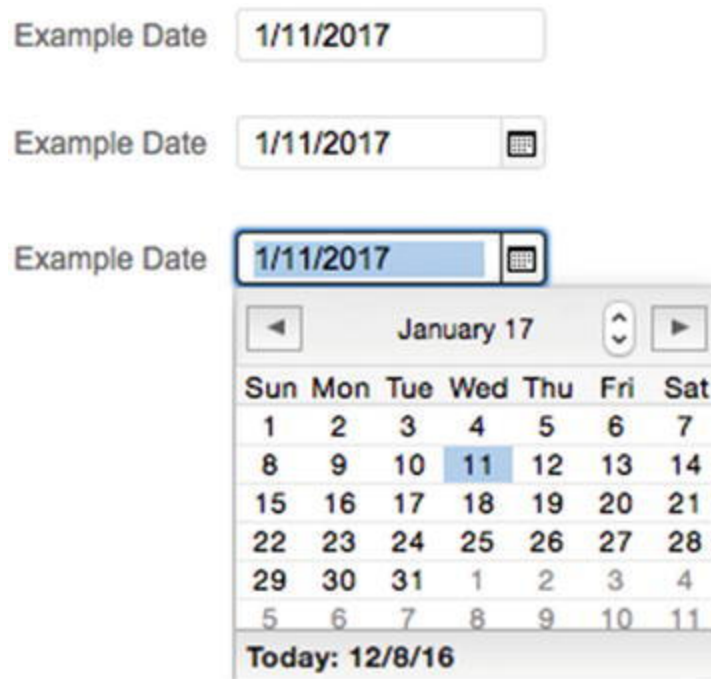 Example Date 1/11/2017
Example Date 1/11/2017
Example Date 1/11/2017
January 17
Sun Mon Tue Wed Thu Fri Sat
1 2 3 4 5 6 7
8 9 10 11 12 13 14
15 16 17 18 19 20 21
22 23 24 25 26 27 28
29 30 31 1 2 3 4
5 6 7 8 9 10 11
Today: 12/8/16